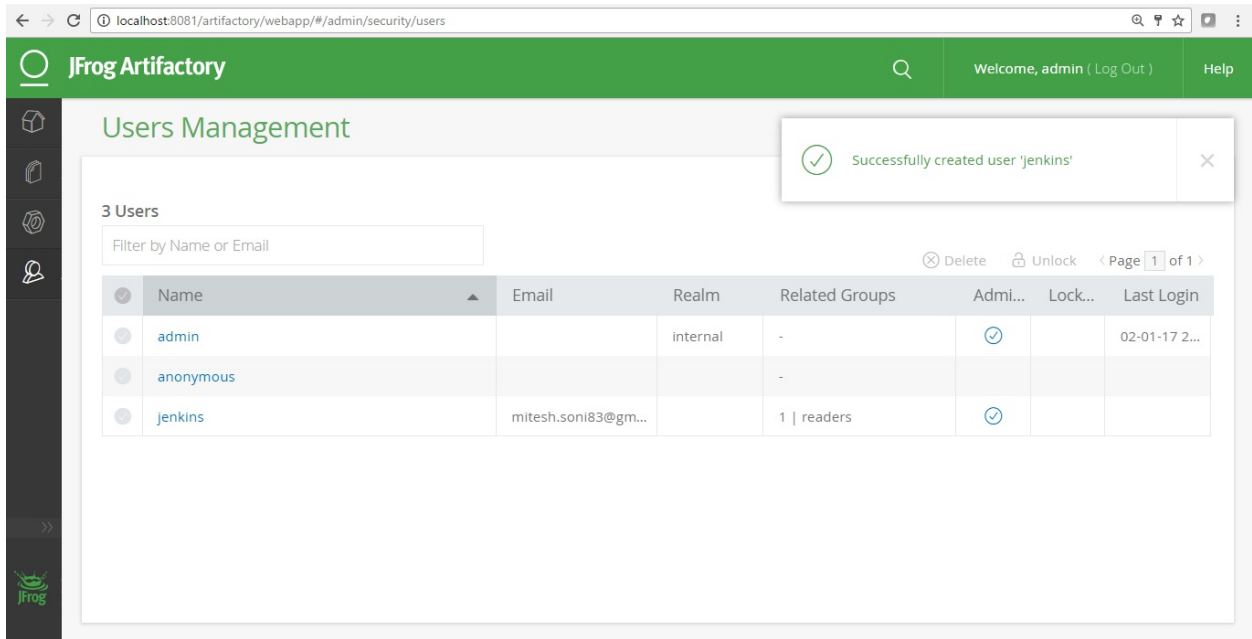 localhost:8081/artifactory/webapp/#/admin/security/users
JFrog Artifactory
Welcome, admin ( Log Out )
Help
Users Management
Successfully created user 'jenkins'
3 Users
Filter by Name or Email
Delete Unlock Page 1 of 1
Name Email Realm Related Groups Admi... Lock... Last Login
admin internal - 02-01-17 2...
anonymous -
jenkins mitesh.soni83@gm... 1 | readers
JFrog